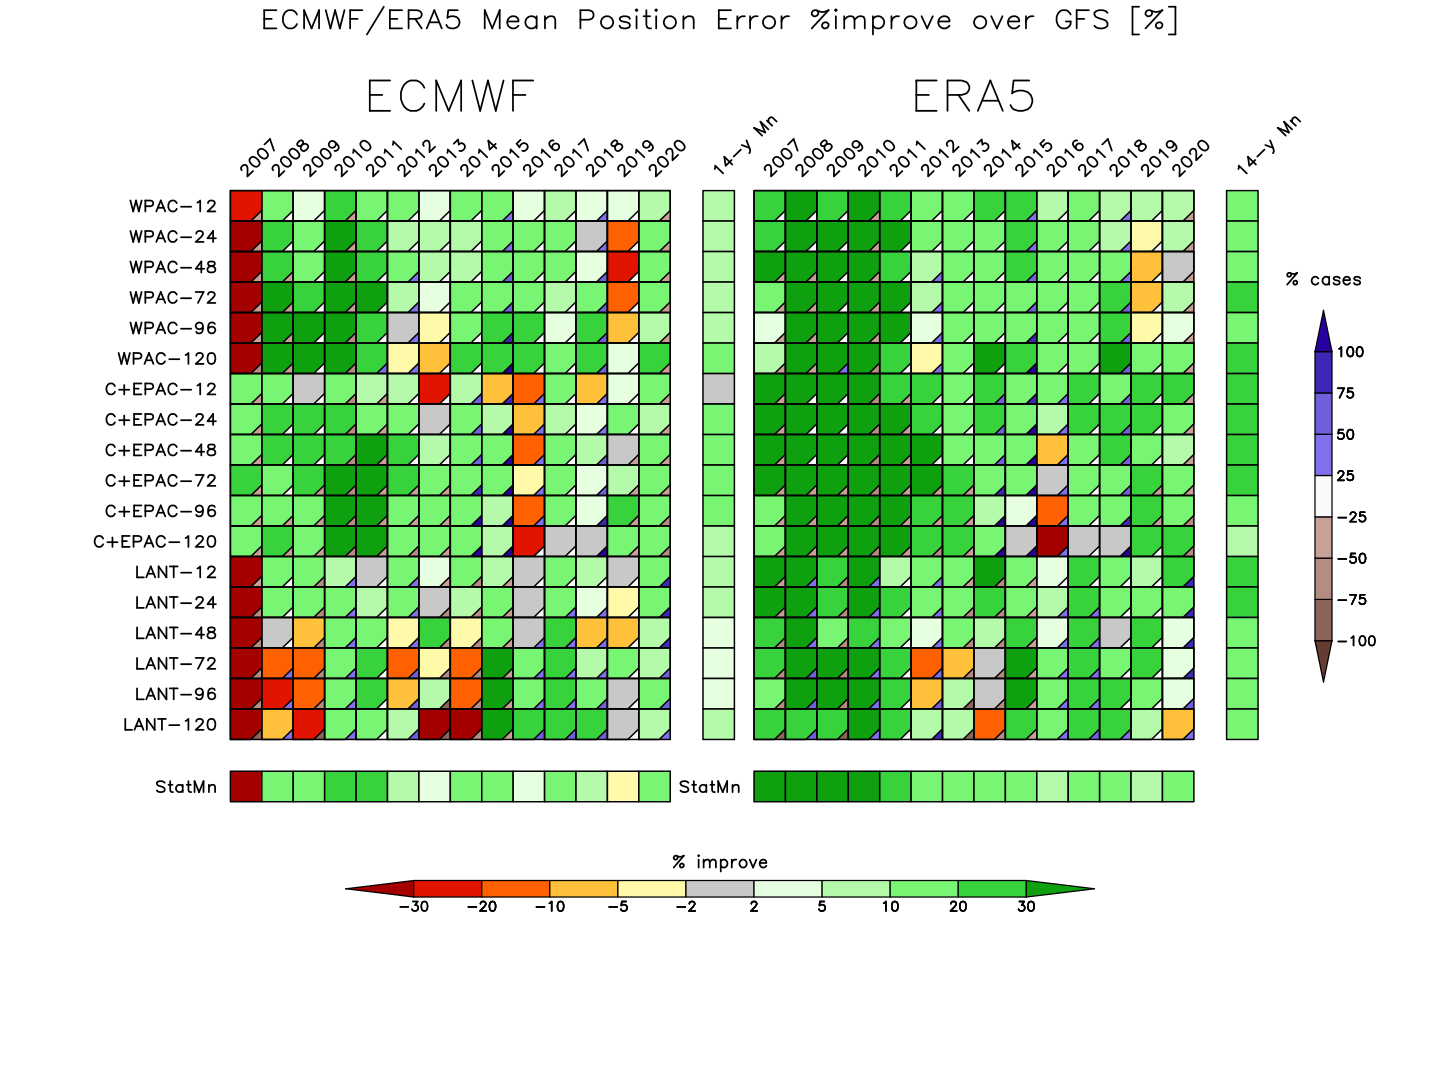 ECMWF/ERA5 Mean Position Error %improve over GFS [%]
ECMWF ERA5
2007 2008 2009 2010 2011 2012 2013 2014 2015 2016 2017 2018 2019 2020 14-y Mn 2007 2008 2009 2010 2011 2012 2013 2014 2015 2016 2017 2018 2019 2020 14-y Mn
WPAC-12
WPAC-24
WPAC-48
WPAC-72
WPAC-96
WPAC-120
C+EPAC-12
C+EPAC-24
C+EPAC-48
C+EPAC-72
C+EPAC-96
C+EPAC-120
LANT-12
LANT-24
LANT-48
LANT-72
LANT-96
LANT-120
StatMn StatMn
% cases
100
75
50
25
-25
-50
-75
-100
% improve
-30 -20 -10 -5 -2 2 5 10 20 30